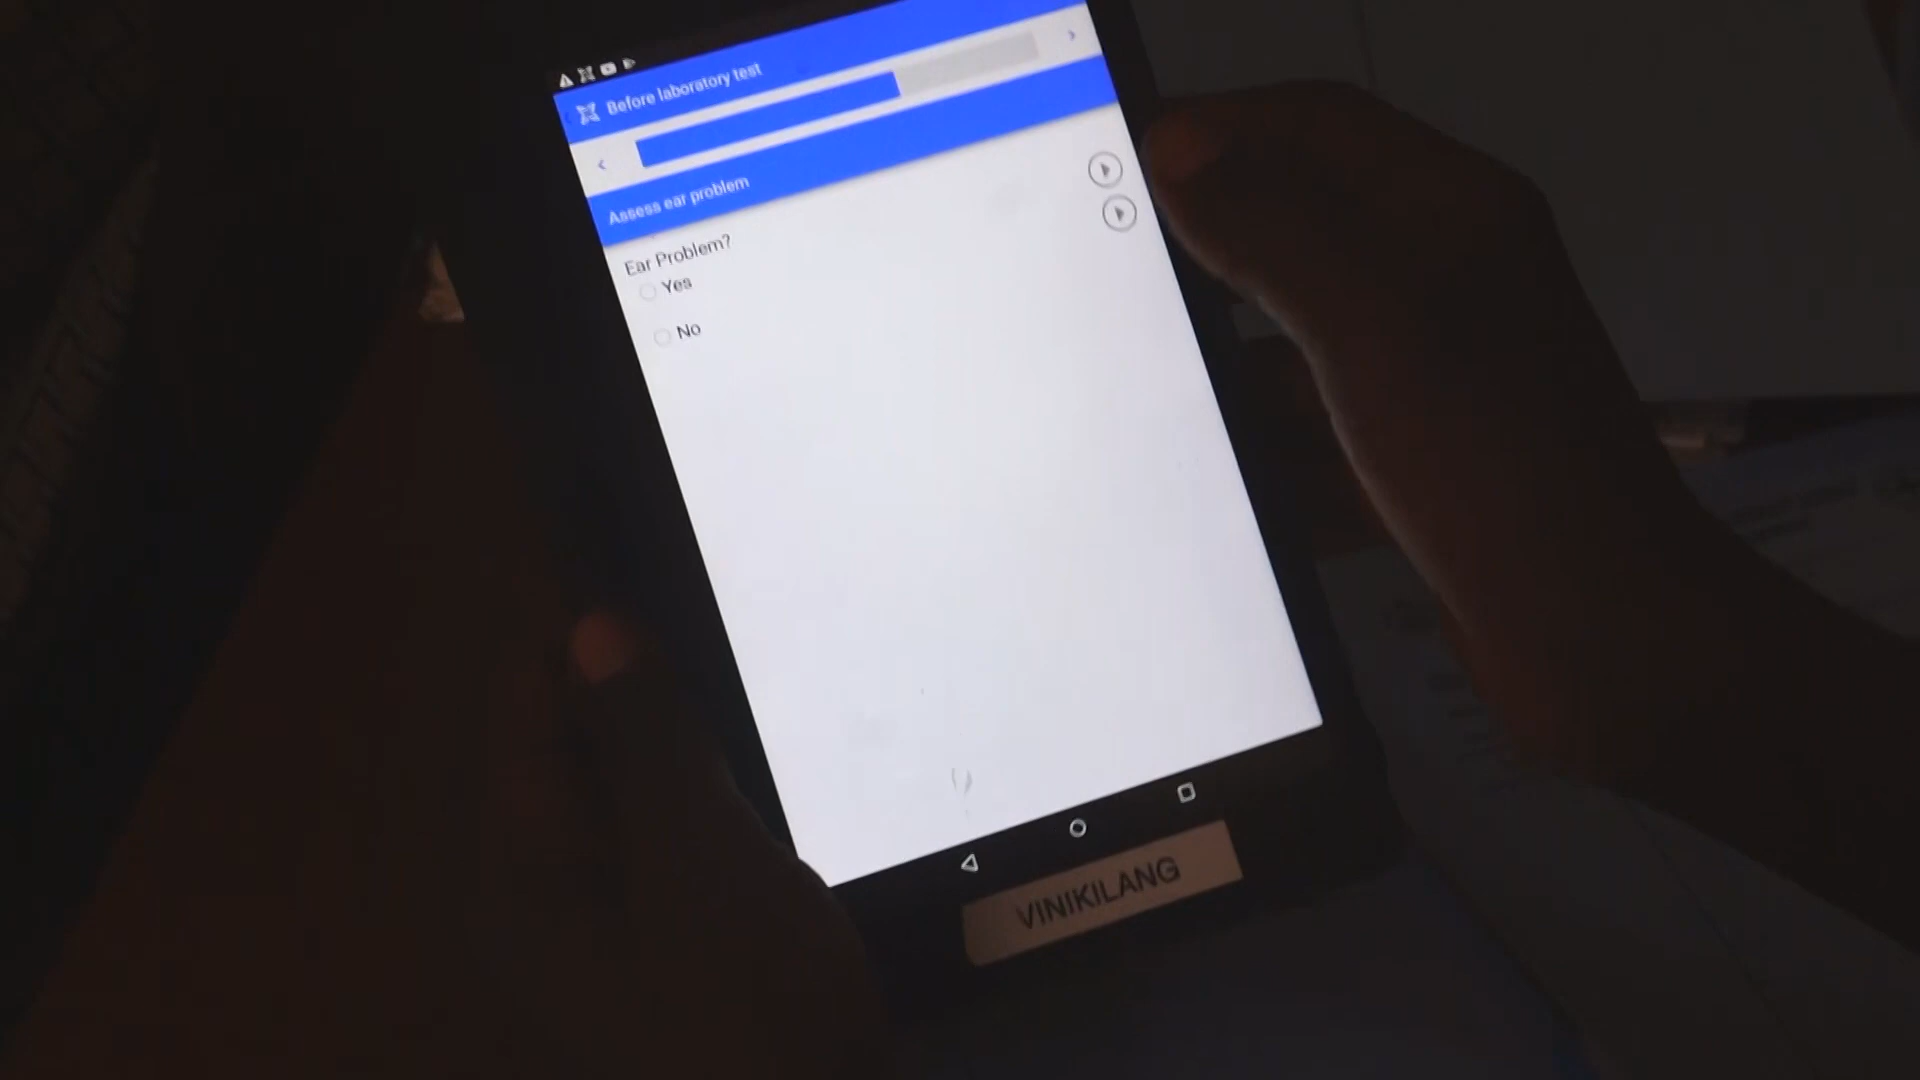 Before laboratory test
Assess ear problem
Ear Problem?
Yes
No
VINIKILANG